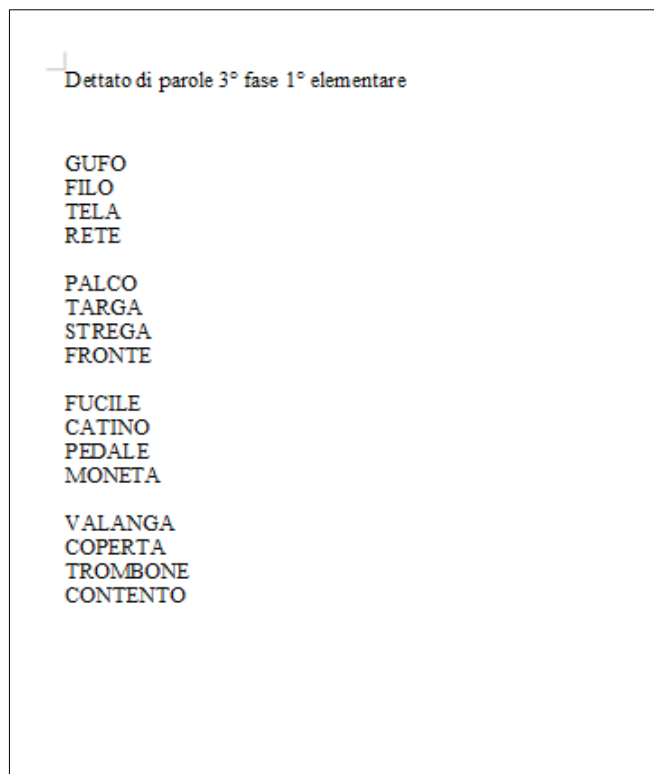 Dettato di parole 3° fase 1° elementare
GUFO
FILO
TELA
RETE
PALCO
TARGA
STREGA
FRONTE
FUCILE
CATINO
PEDALE
MONETA
VALANGA
COPERTA
TROMBONE
CONTENTO